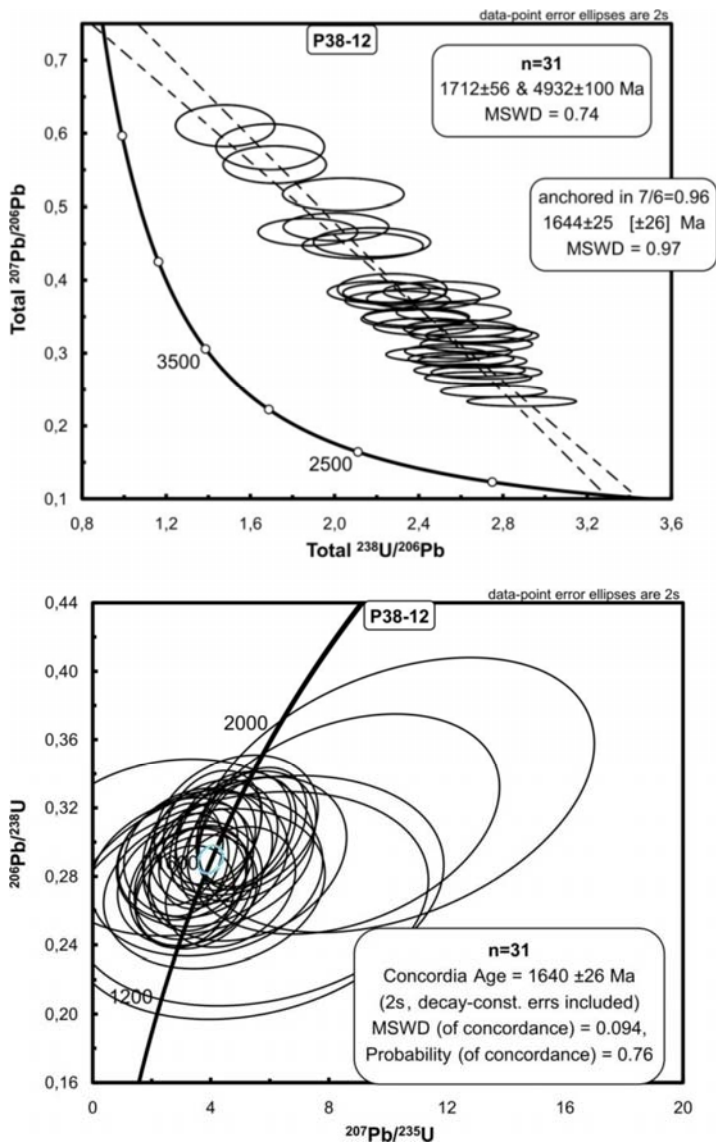 data-point error ellipses are 2s
P38-12
n=31
1712±56 & 4932±100 Ma
MSWD = 0.74
anchored in 7/6=0.96
1644±25 [±26] Ma
MSWD = 0.97
Total ²⁰⁷Pb/²⁰⁶Pb
0,7
0,6
0,5
0,4
0,3
0,2
0,1
3500
2500
0,8 1,2 1,6 2,0 2,4 2,8 3,2 3,6
Total ²³⁸U/²⁰⁶Pb
data-point error ellipses are 2s
P38-12
²⁰⁶Pb/²³⁸U
0,44
0,40
0,36
0,32
0,28
0,24
0,20
0,16
2000
1600
1200
n=31
Concordia Age = 1640 ±26 Ma
(2s, decay-const. errs included)
MSWD (of concordance) = 0.094,
Probability (of concordance) = 0.76
0 4 8 12 16 20
²⁰⁷Pb/²³⁵U